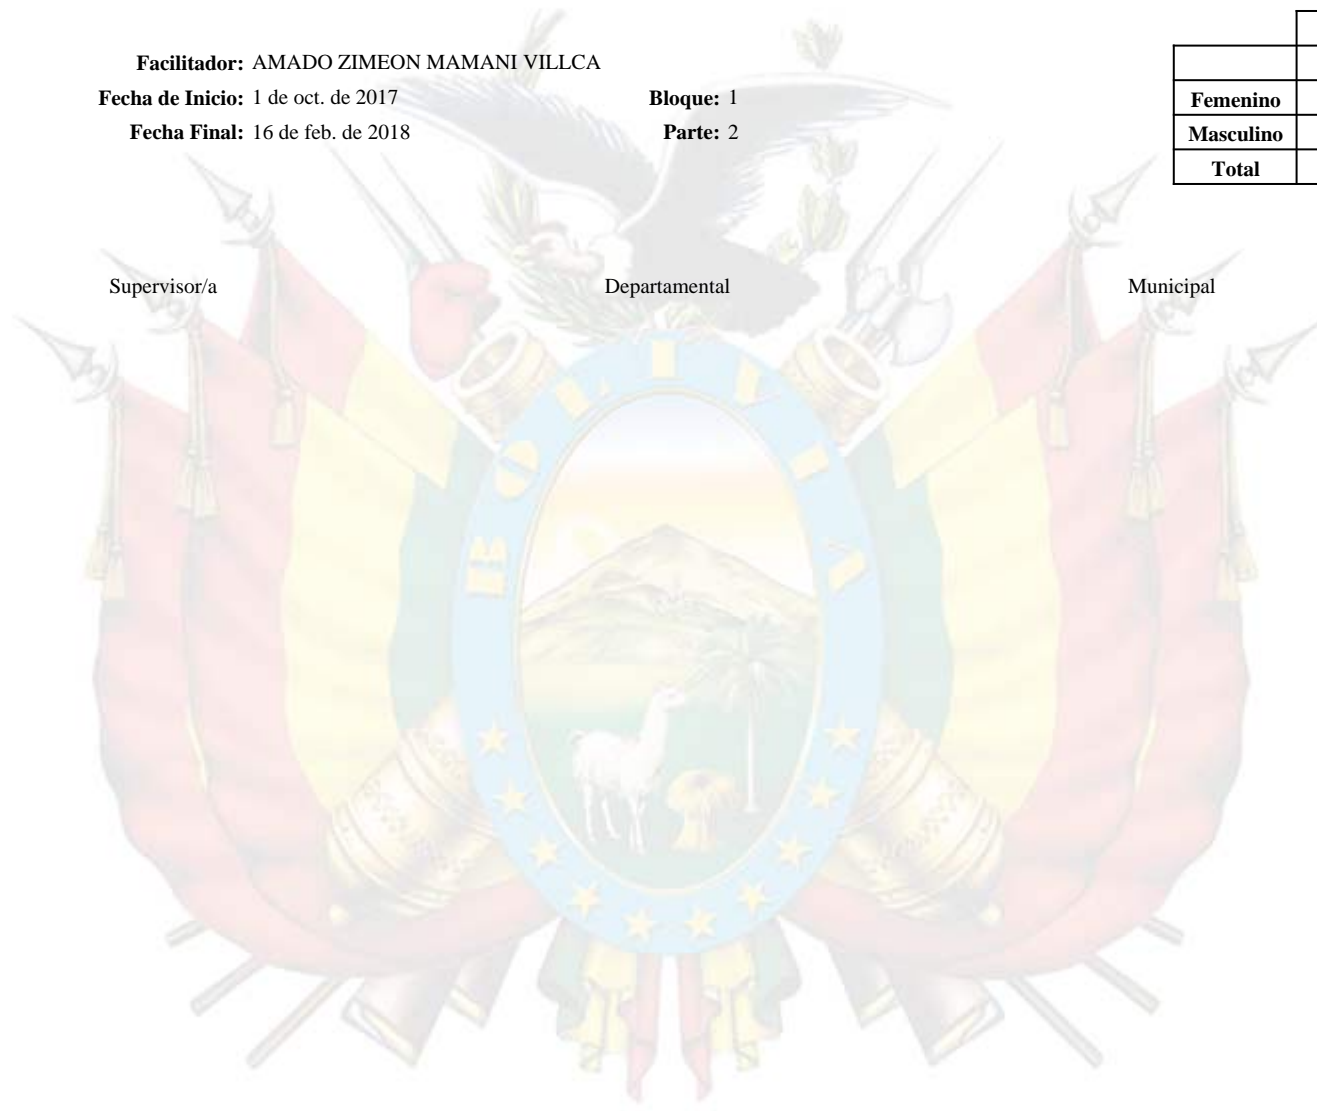 Facilitador: AMADO ZIMEON MAMANI VILLCA
Fecha de Inicio: 1 de oct. de 2017 Bloque: 1
Fecha Final: 16 de feb. de 2018 Parte: 2
Femenino
Masculino
Total
Supervisor/a Departamental Municipal
BOLIVIA